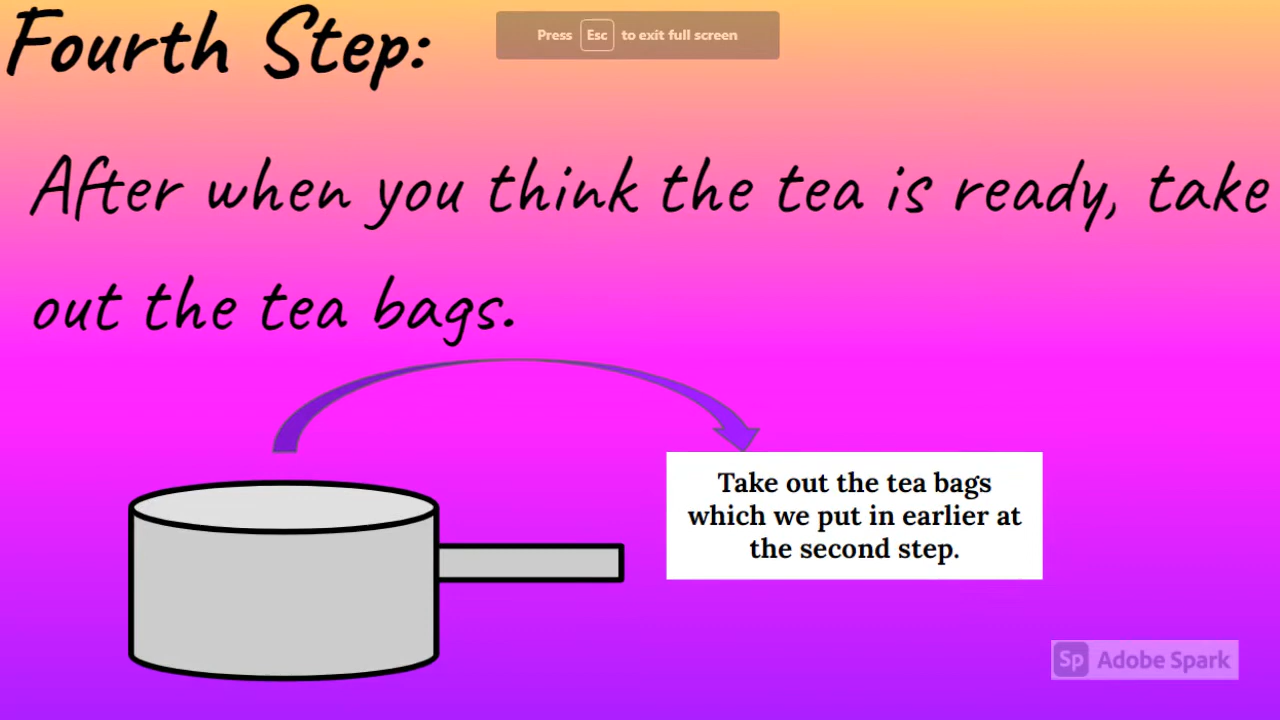 Fourth Step:
Press Esc to exit full screen
After when you think the tea is ready, take
out the tea bags.
Take out the tea bags
which we put in earlier at
the second step.
Sp Adobe Spark